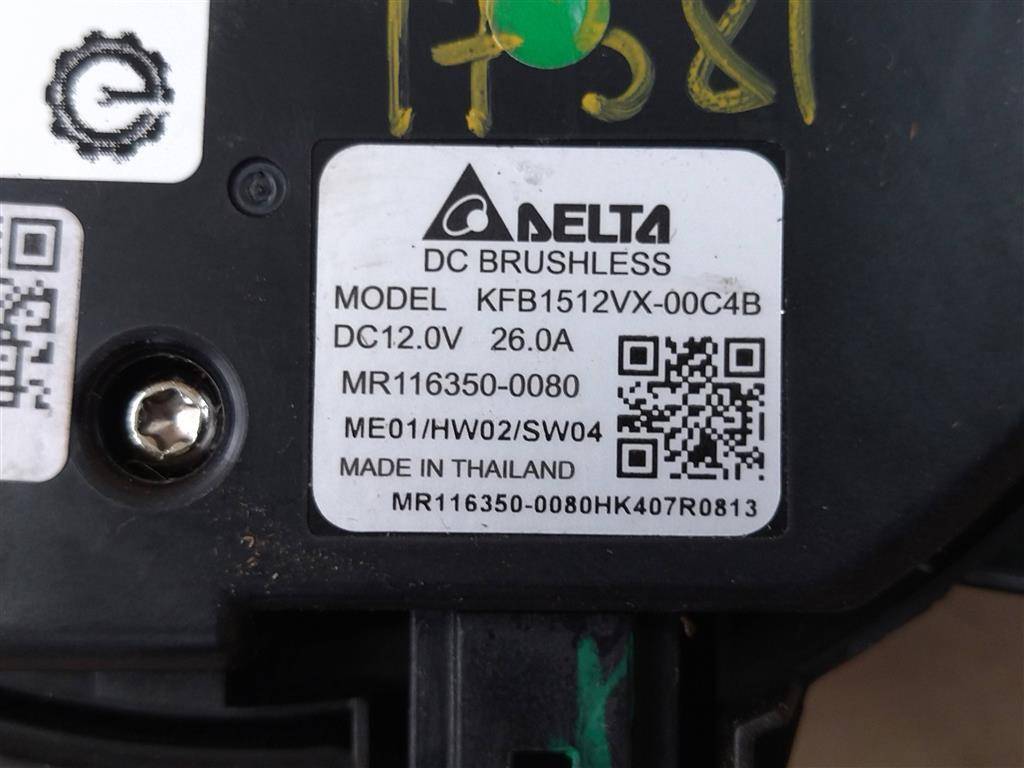 17581
DELTA
DC BRUSHLESS
MODEL KFB1512VX-00C4B
DC12.0V 26.0A
MR116350-0080
ME01/HW02/SW04
MADE IN THAILAND
MR116350-0080HK407R0813